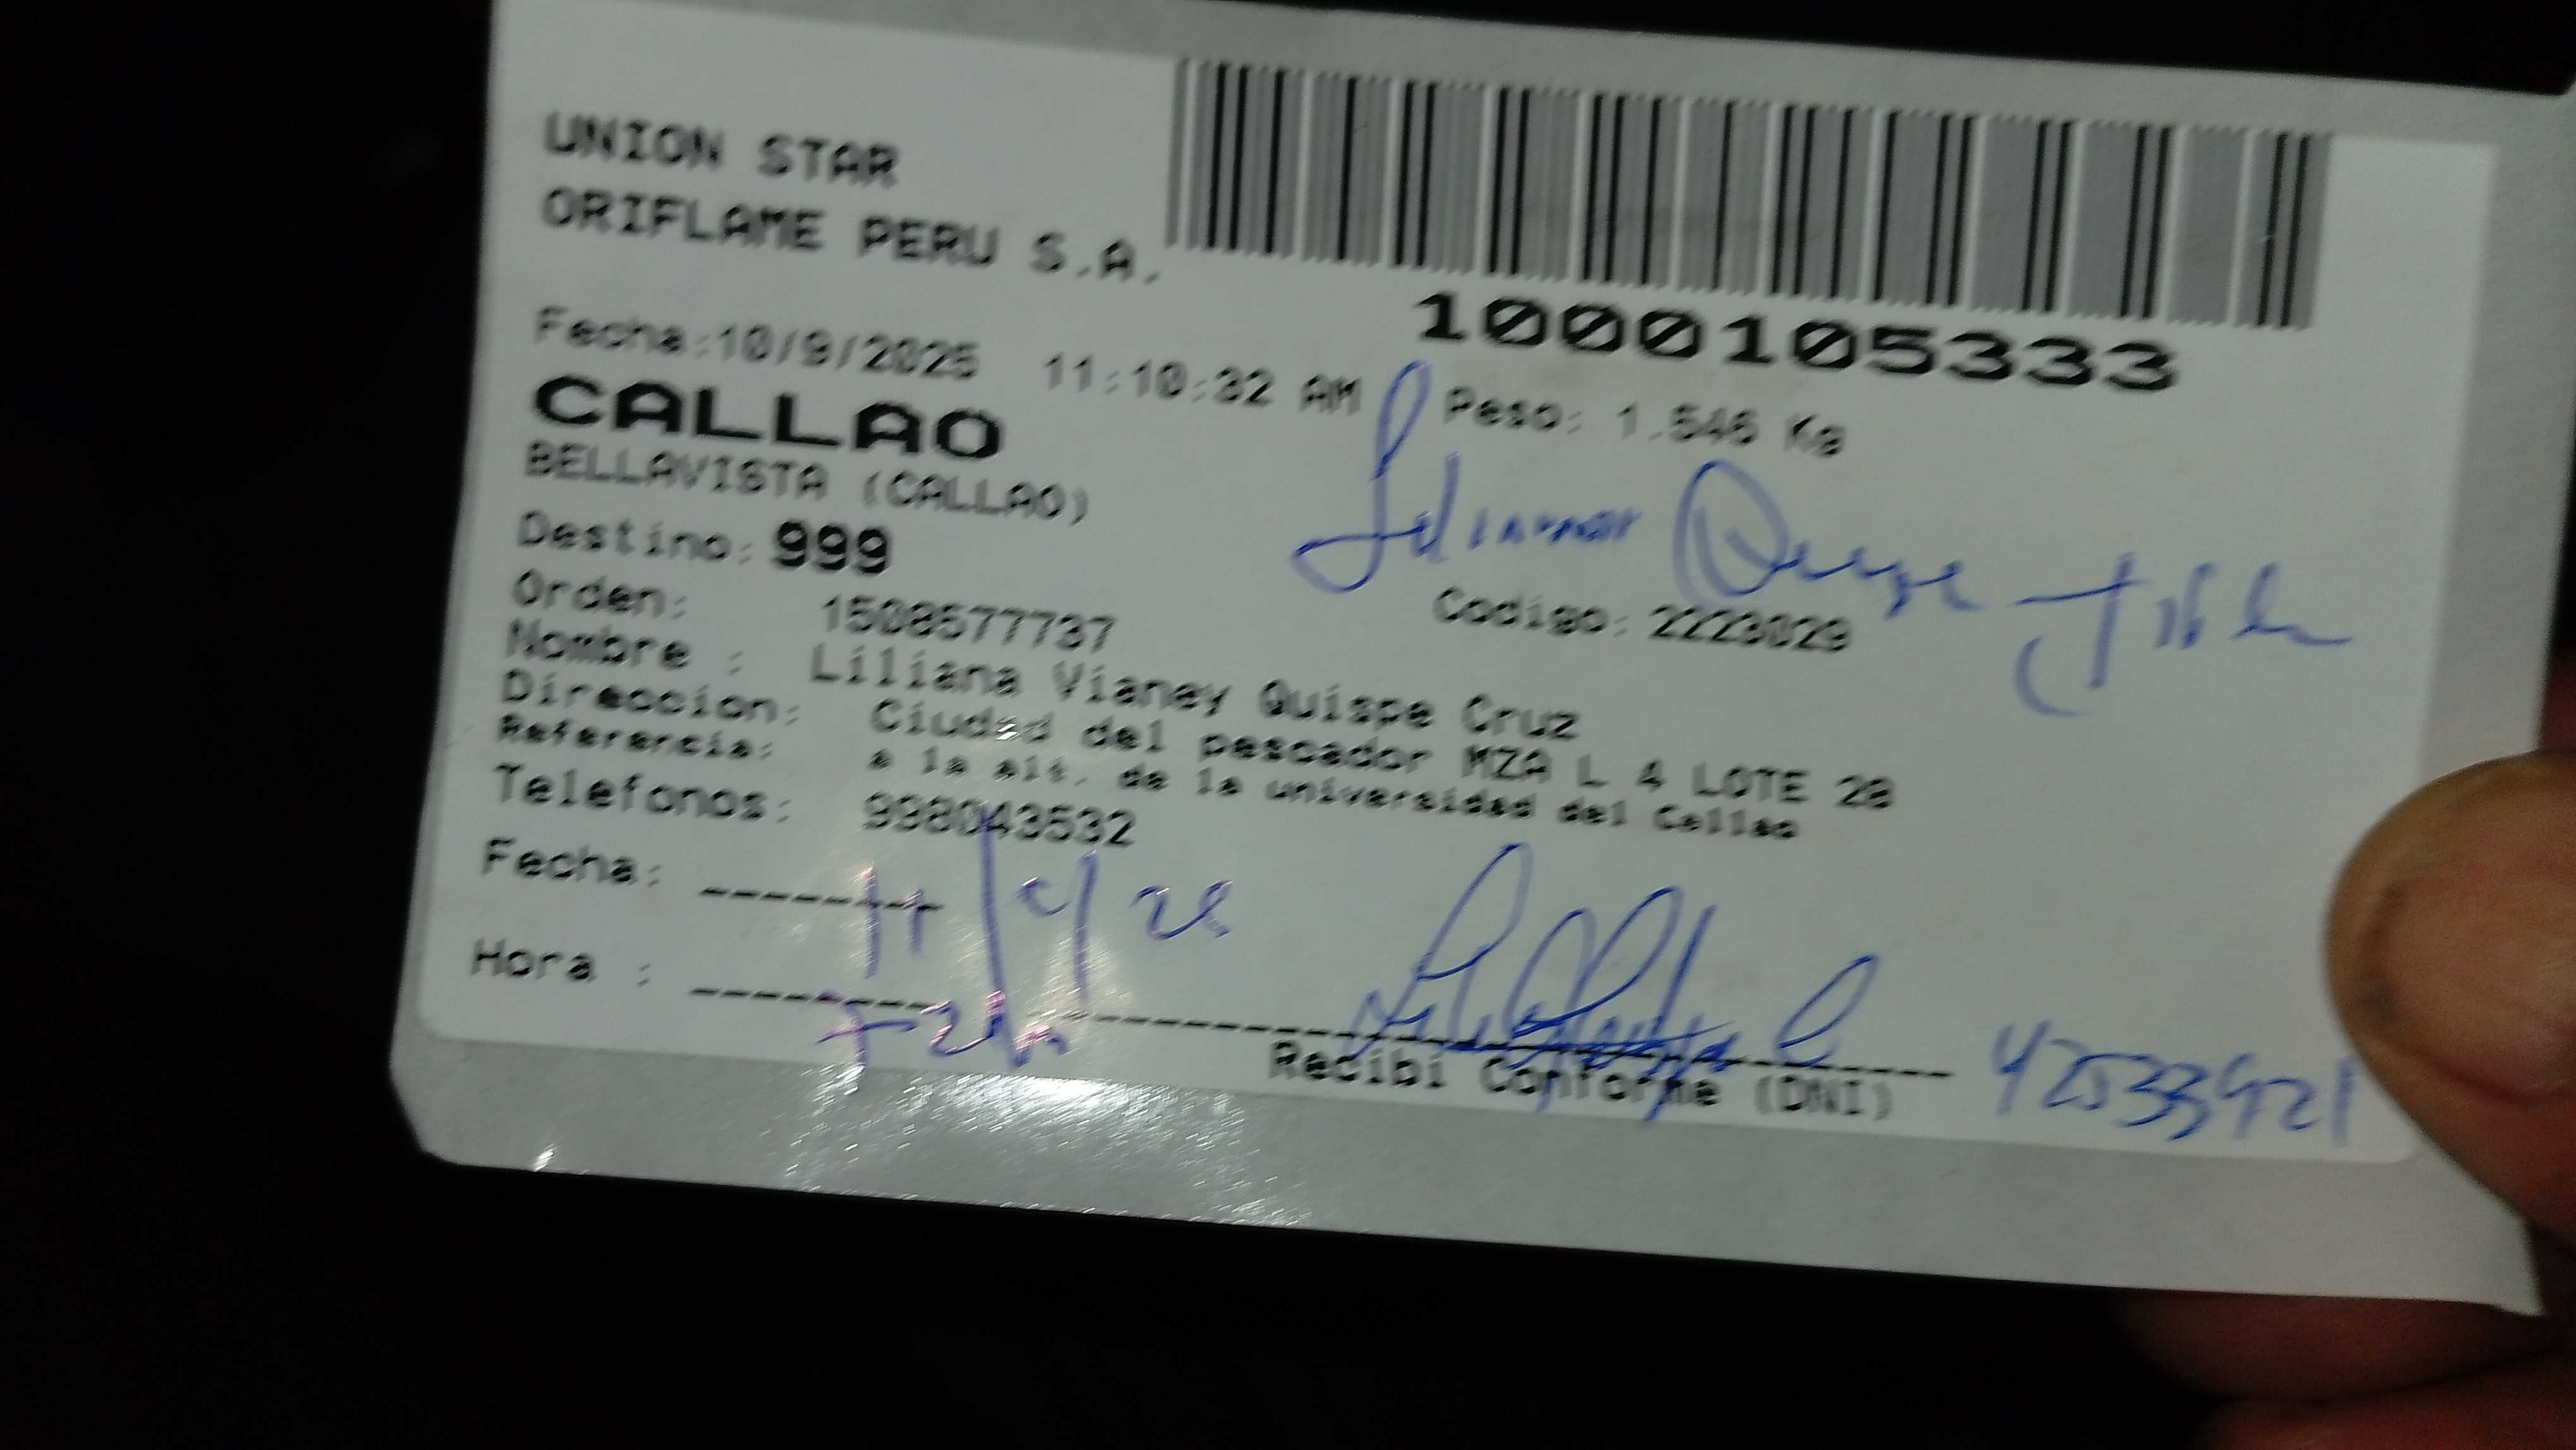 UNION STAR
ORIFLAME PERU S.A.
1000105333
Fecha:10/9/2025 11:10:32 AM Peso: 1.546 Kg
CALLAO
BELLAVISTA (CALLAO)
Destino: 999
Orden: 1508577737 Codigo: 2223029
Nombre : Liliana Vianey Quispe Cruz
Direccion: Ciudad del pescador MZA L 4 LOTE 28
Referencia: a la alt. de la universidad del Callao
Telefonos: 998043532
Fecha:
Hora :
Recibi Conforme (DNI)